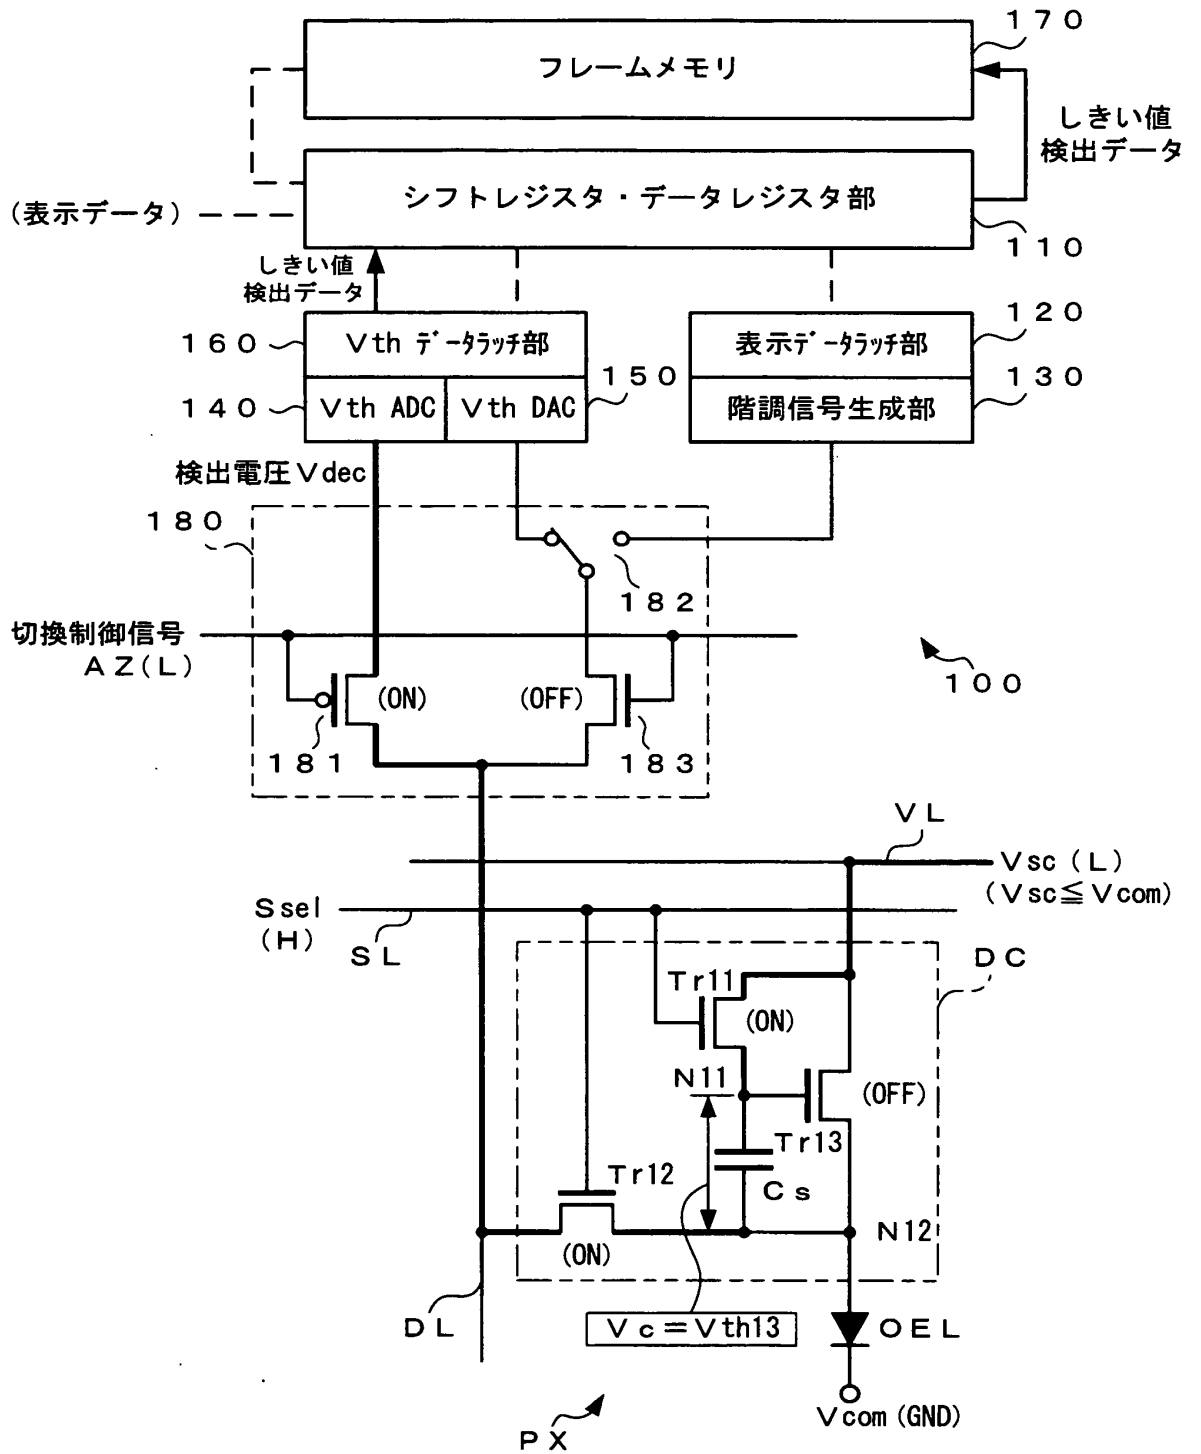 １７０
フレームメモリ
しきい値
検出データ
シフトレジスタ・データレジスタ部
(表示データ)
１１０
しきい値
検出データ
１２０
１６０
Ｖth ﾃﾞｰﾀﾗｯﾁ部
表示ﾃﾞｰﾀﾗｯﾁ部
１５０
１３０
１４０
Ｖth ADC
Ｖth DAC
階調信号生成部
検出電圧Ｖdec
１８０
１８２
切換制御信号
ＡＺ(Ｌ)
(ON)
(OFF)
１００
１８１
１８３
ＶＬ
Ｖsc (Ｌ)
(Ｖsc≦Ｖcom)
Ｓsel
(Ｈ)
ＳＬ
ＤＣ
Ｔr11
(ON)
Ｎ11
(OFF)
Ｔr13
Ｔr12
Ｃｓ
Ｎ12
(ON)
ＤＬ
Ｖｃ＝Ｖth13
ＯＥＬ
Ｖcom (GND)
ＰＸ